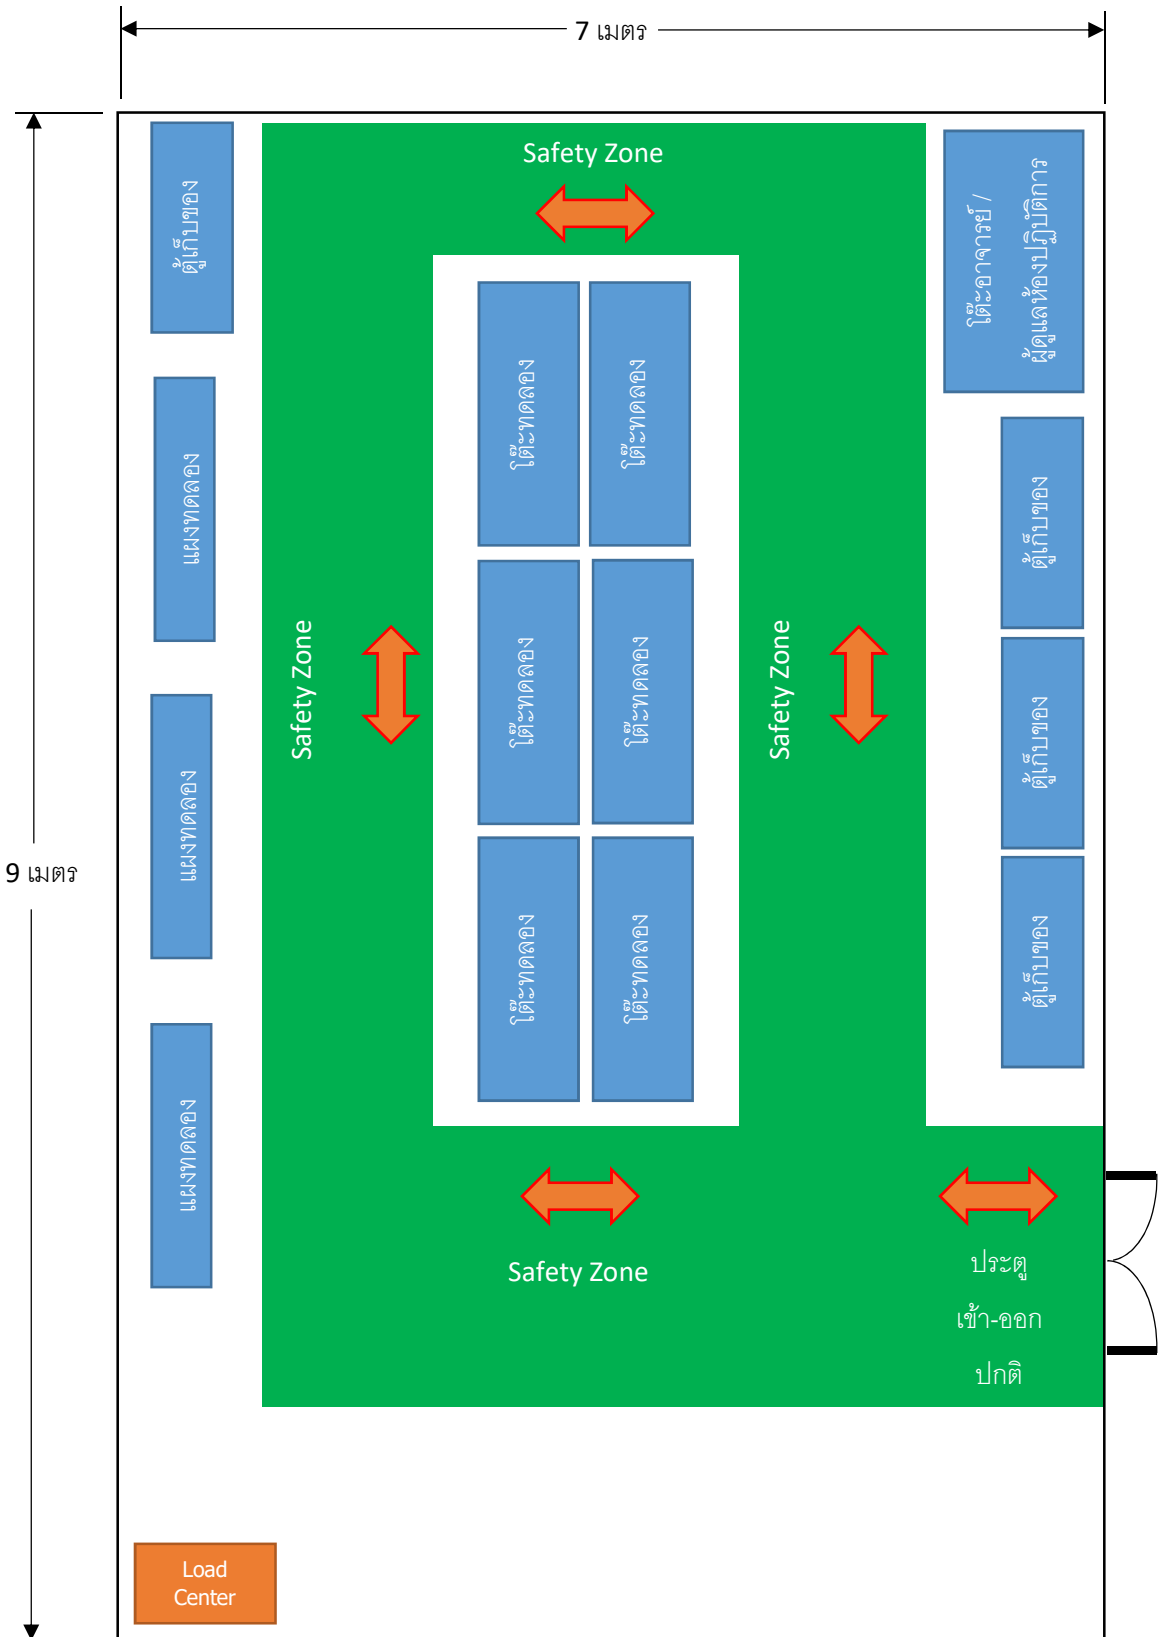 7 เมตร
Safety Zone
ตู้เก็บของ
โต๊ะอาจารย์ /
ผู้ดูแลห้องปฏิบัติการ
โต๊ะทดลอง
โต๊ะทดลอง
แผงทดลอง
ตู้เก็บของ
Safety Zone
โต๊ะทดลอง
โต๊ะทดลอง
Safety Zone
ตู้เก็บของ
แผงทดลอง
9 เมตร
โต๊ะทดลอง
โต๊ะทดลอง
ตู้เก็บของ
แผงทดลอง
Safety Zone
ประตู
เข้า-ออก
ปกติ
Load
Center